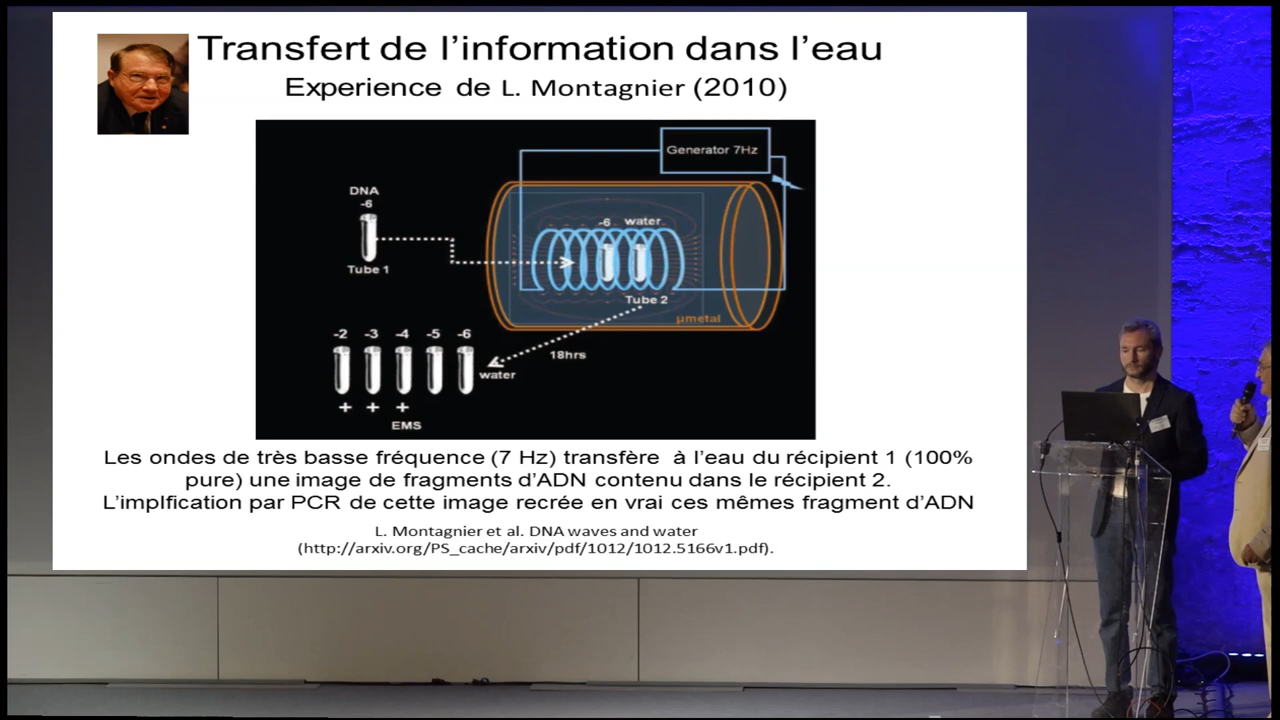 Transfert de l'information dans l'eau
Experience de L. Montagnier (2010)
Generator 7Hz
DNA
-6
Tube 1
-6 water
Tube 2
µmetal
18hrs
-2 -3 -4 -5 -6
water
+ + +
EMS
Les ondes de très basse fréquence (7 Hz) transfère à l'eau du récipient 1 (100%
pure) une image de fragments d'ADN contenu dans le récipient 2.
L'implfication par PCR de cette image recrée en vrai ces mêmes fragment d'ADN
L. Montagnier et al. DNA waves and water
(http://arxiv.org/PS_cache/arxiv/pdf/1012/1012.5166v1.pdf).